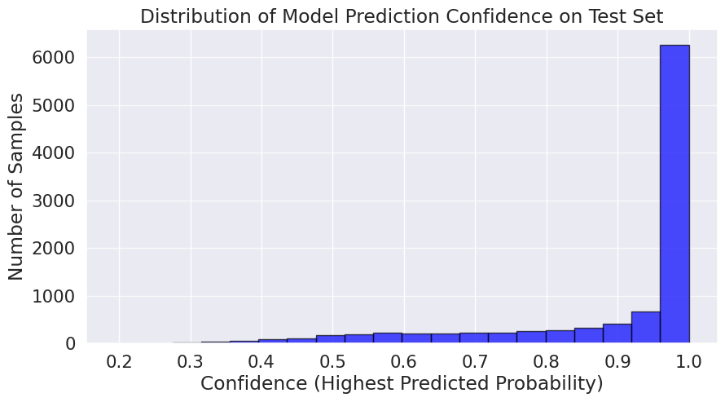 Distribution of Model Prediction Confidence on Test Set
Number of Samples
6000
5000
4000
3000
2000
1000
0
0.2 0.3 0.4 0.5 0.6 0.7 0.8 0.9 1.0
Confidence (Highest Predicted Probability)